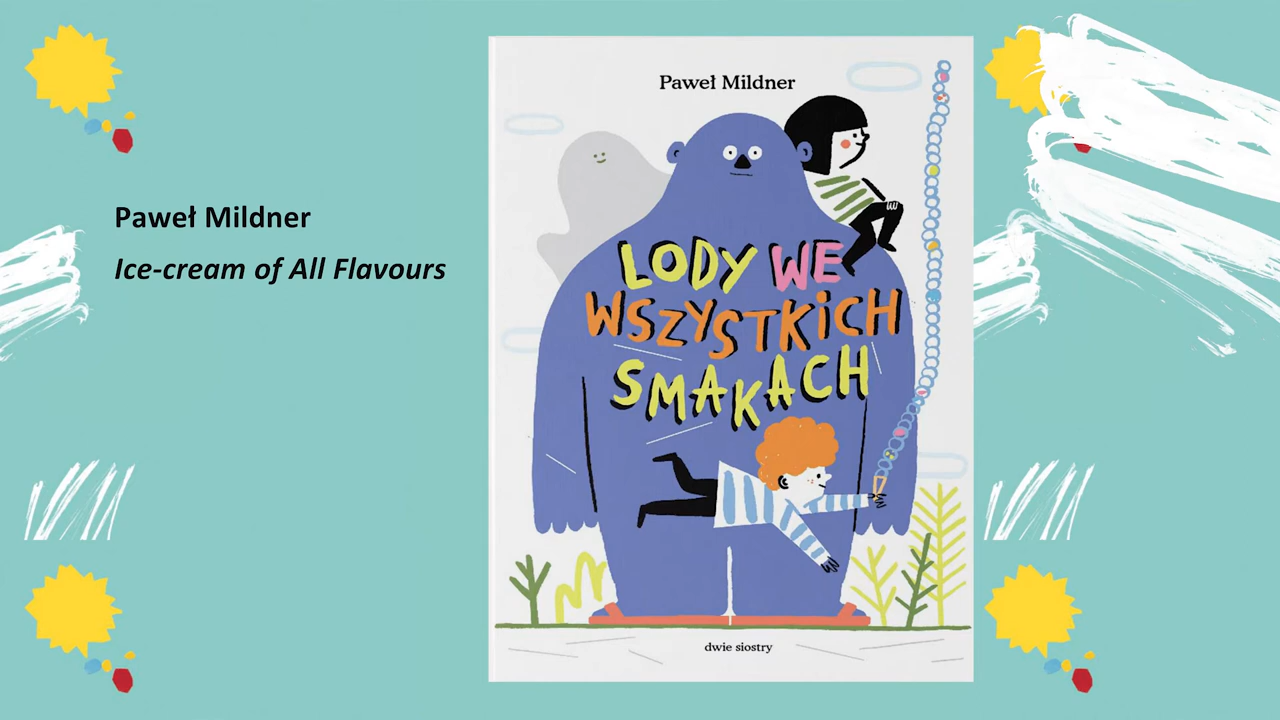 Paweł Mildner
Ice-cream of All Flavours
Paweł Mildner
LODY WE
WSZYSTKiCH
SMAKACH
dwie siostry